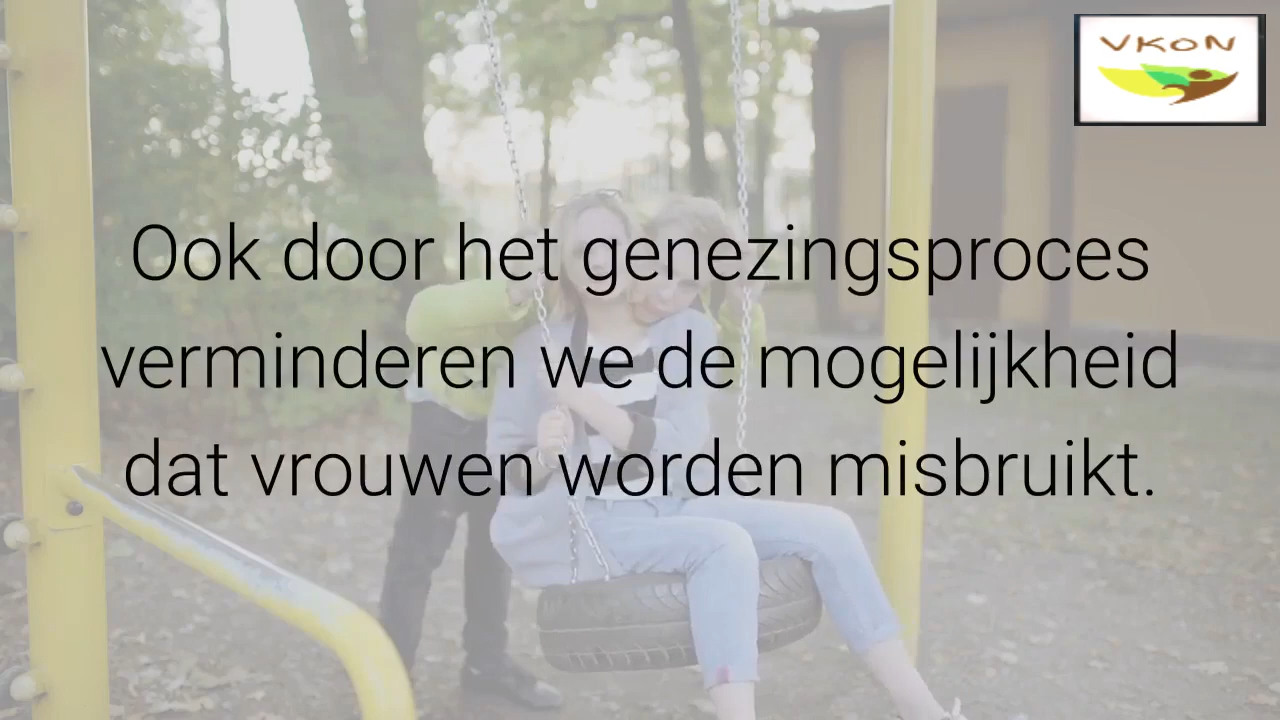 VKON
Ook door het genezingsproces
verminderen we de mogelijkheid
dat vrouwen worden misbruikt.